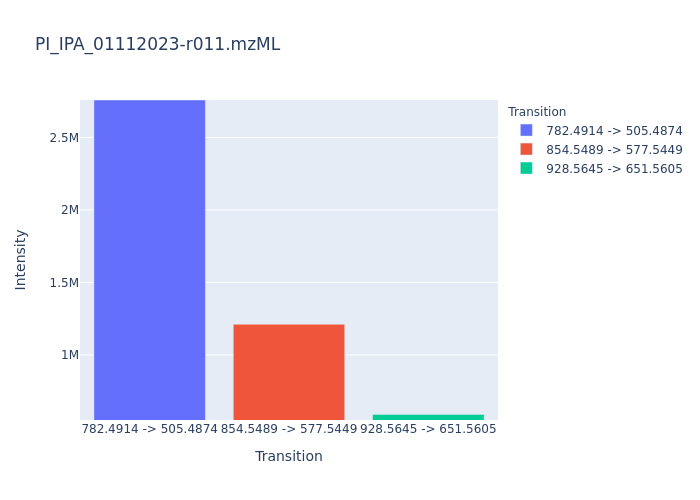 PI_IPA_01112023-r011.mzML
Transition
782.4914 -> 505.4874
854.5489 -> 577.5449
928.5645 -> 651.5605
2.5M
2M
1.5M
1M
Intensity
782.4914 -> 505.4874 854.5489 -> 577.5449 928.5645 -> 651.5605
Transition